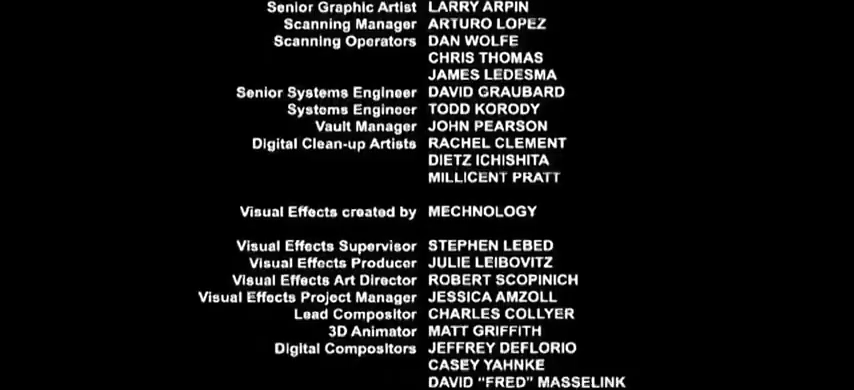 Senior Graphic Artist LARRY ARPIN
Scanning Manager ARTURO LOPEZ
Scanning Operators DAN WOLFE
CHRIS THOMAS
JAMES LEDESMA
Senior Systems Engineer DAVID GRAUBARD
Systems Engineer TODD KORODY
Vault Manager JOHN PEARSON
Digital Clean-up Artists RACHEL CLEMENT
DIETZ ICHISHITA
MILLICENT PRATT
Visual Effects created by MECHNOLOGY
Visual Effects Supervisor STEPHEN LEBED
Visual Effects Producer JULIE LEIBOVITZ
Visual Effects Art Director ROBERT SCOPINICH
Visual Effects Project Manager JESSICA AMZOLL
Lead Compositor CHARLES COLLYER
3D Animator MATT GRIFFITH
Digital Compositors JEFFREY DEFLORIO
CASEY YAHNKE
DAVID "FRED" MASSELINK